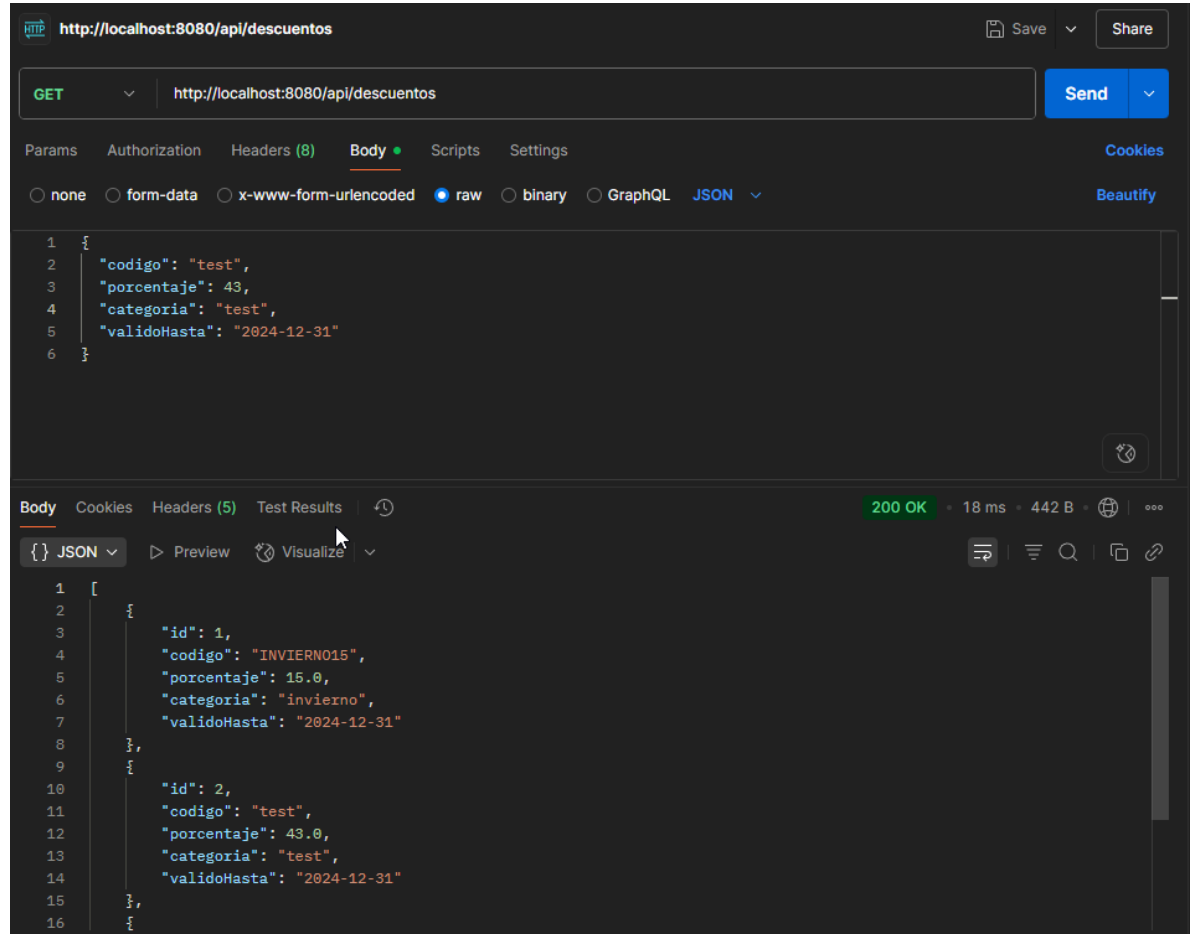 HTTP http://localhost:8080/api/descuentos Save Share
GET http://localhost:8080/api/descuentos Send
Params Authorization Headers (8) Body Scripts Settings Cookies
none form-data x-www-form-urlencoded raw binary GraphQL JSON Beautify
1 {
2 "codigo": "test",
3 "porcentaje": 43,
4 "categoria": "test",
5 "validoHasta": "2024-12-31"
6 }
Body Cookies Headers (5) Test Results 200 OK 18 ms 442 B
{} JSON Preview Visualize
1 [
2 {
3 "id": 1,
4 "codigo": "INVIERNO15",
5 "porcentaje": 15.0,
6 "categoria": "invierno",
7 "validoHasta": "2024-12-31"
8 },
9 {
10 "id": 2,
11 "codigo": "test",
12 "porcentaje": 43.0,
13 "categoria": "test",
14 "validoHasta": "2024-12-31"
15 },
16 {